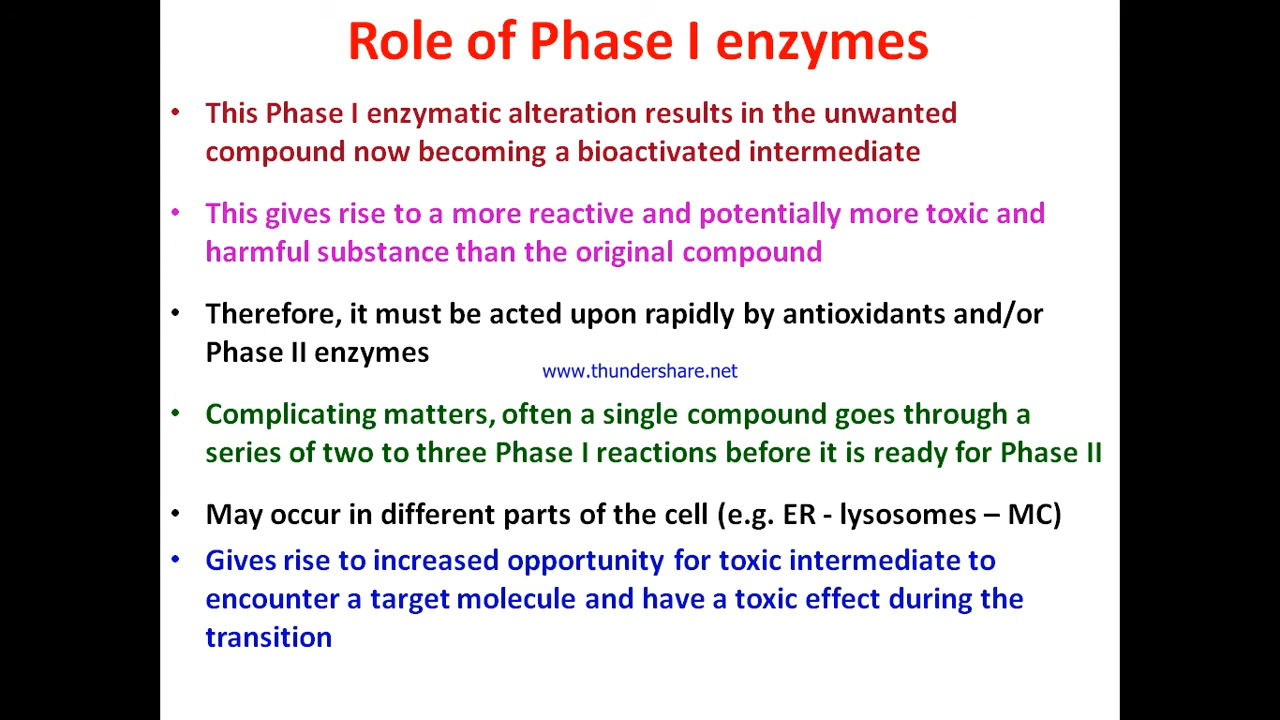 Role of Phase I enzymes
• This Phase I enzymatic alteration results in the unwanted
compound now becoming a bioactivated intermediate
• This gives rise to a more reactive and potentially more toxic and
harmful substance than the original compound
• Therefore, it must be acted upon rapidly by antioxidants and/or
Phase II enzymes
www.thundershare.net
• Complicating matters, often a single compound goes through a
series of two to three Phase I reactions before it is ready for Phase II
• May occur in different parts of the cell (e.g. ER - lysosomes – MC)
• Gives rise to increased opportunity for toxic intermediate to
encounter a target molecule and have a toxic effect during the
transition